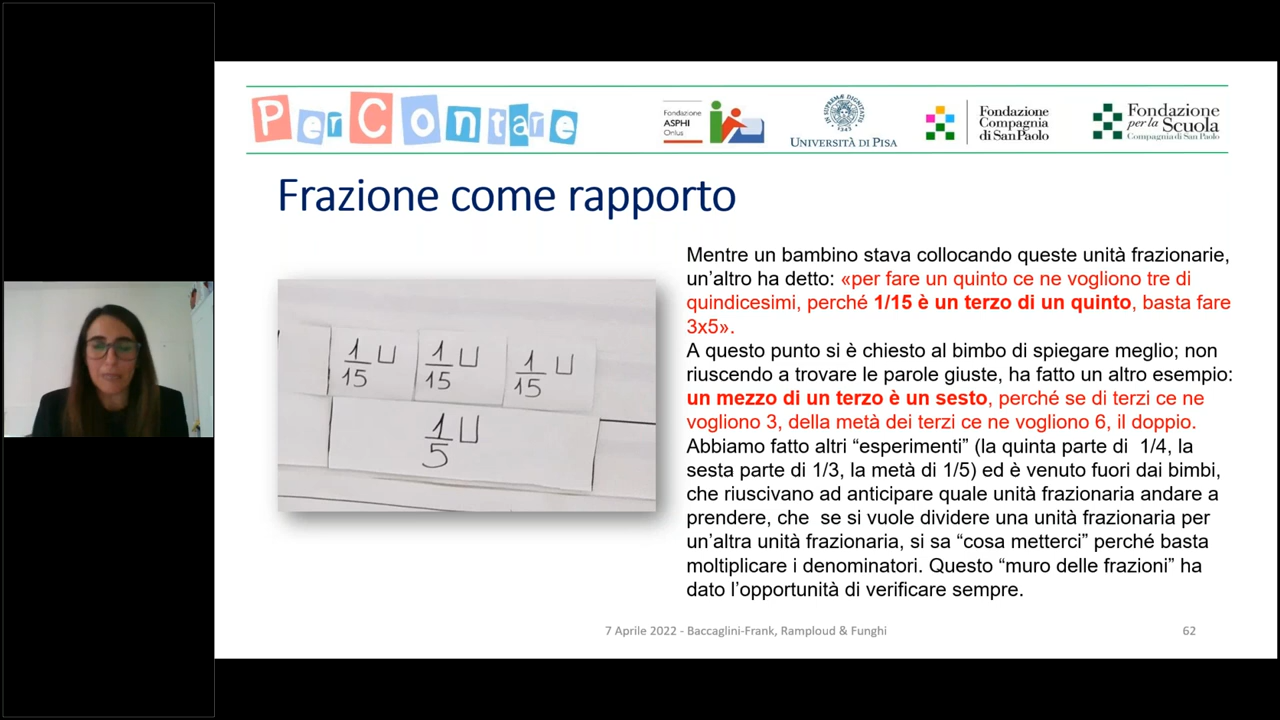 PerContare
Fondazione
ASPHI
Onlus
IN SUPREMÆ DIGNITATIS
1343
UNIVERSITÀ DI PISA
Fondazione
Compagnia
di SanPaolo
Fondazione
per la Scuola
Compagnia di San Paolo
Frazione come rapporto
1/15 U 1/15 U 1/15 U
1/5 U
Mentre un bambino stava collocando queste unità frazionarie,
un’altro ha detto: «per fare un quinto ce ne vogliono tre di
quindicesimi, perché 1/15 è un terzo di un quinto, basta fare
3x5».
A questo punto si è chiesto al bimbo di spiegare meglio; non
riuscendo a trovare le parole giuste, ha fatto un altro esempio:
un mezzo di un terzo è un sesto, perché se di terzi ce ne
vogliono 3, della metà dei terzi ce ne vogliono 6, il doppio.
Abbiamo fatto altri “esperimenti” (la quinta parte di 1/4, la
sesta parte di 1/3, la metà di 1/5) ed è venuto fuori dai bimbi,
che riuscivano ad anticipare quale unità frazionaria andare a
prendere, che se si vuole dividere una unità frazionaria per
un’altra unità frazionaria, si sa “cosa metterci” perché basta
moltiplicare i denominatori. Questo “muro delle frazioni” ha
dato l’opportunità di verificare sempre.
7 Aprile 2022 - Baccaglini-Frank, Ramploud & Funghi
62